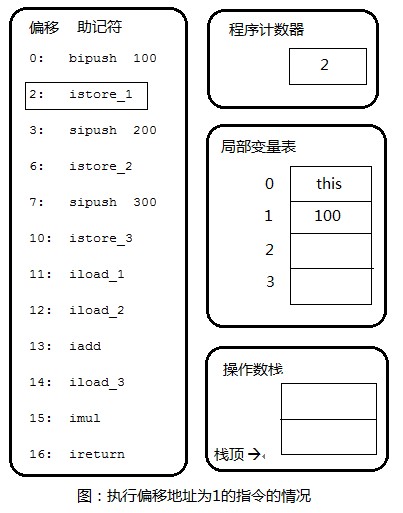 偏移 助记符
0: bipush 100
2: istore_1
3: sipush 200
6: istore_2
7: sipush 300
10: istore_3
11: iload_1
12: iload_2
13: iadd
14: iload_3
15: imul
16: ireturn
程序计数器
2
局部变量表
0 this
1 100
2
3
操作数栈
栈顶→
图：执行偏移地址为1的指令的情况